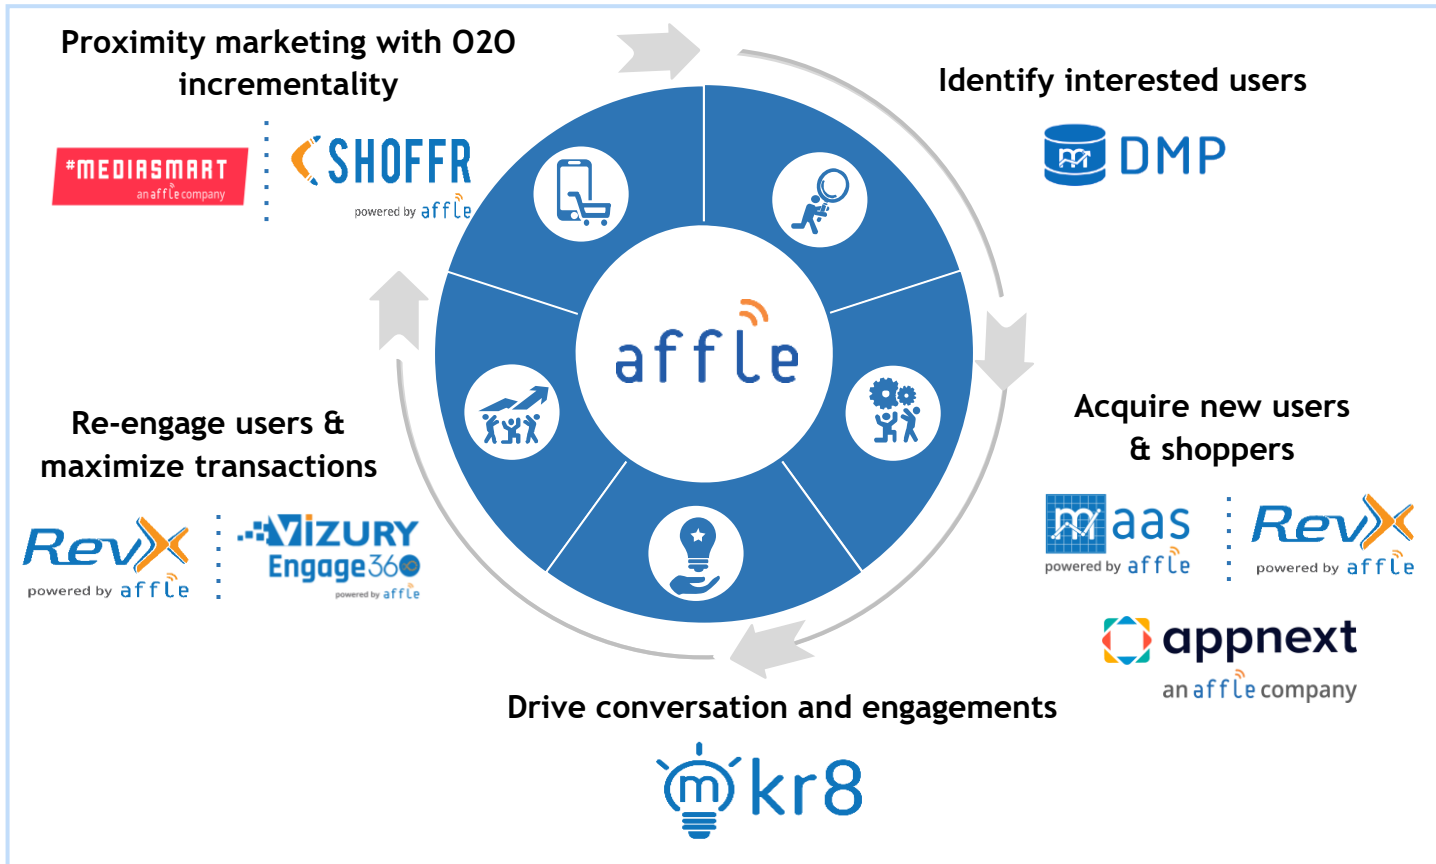 Proximity marketing with O2O
incrementality
#MEDIASMART
an affle company
SHOFFR
powered by affle
Identify interested users
m DMP
affle
Acquire new users
& shoppers
maas
powered by affle
RevX
powered by affle
appnext
an affle company
Re-engage users &
maximize transactions
RevX
powered by affle
VIZURY
Engage360
powered by affle
Drive conversation and engagements
mkr8